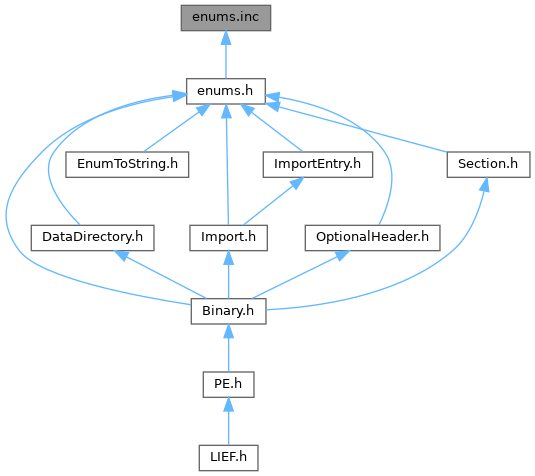 enums.inc
enums.h
EnumToString.h
ImportEntry.h
Section.h
DataDirectory.h
Import.h
OptionalHeader.h
Binary.h
PE.h
LIEF.h